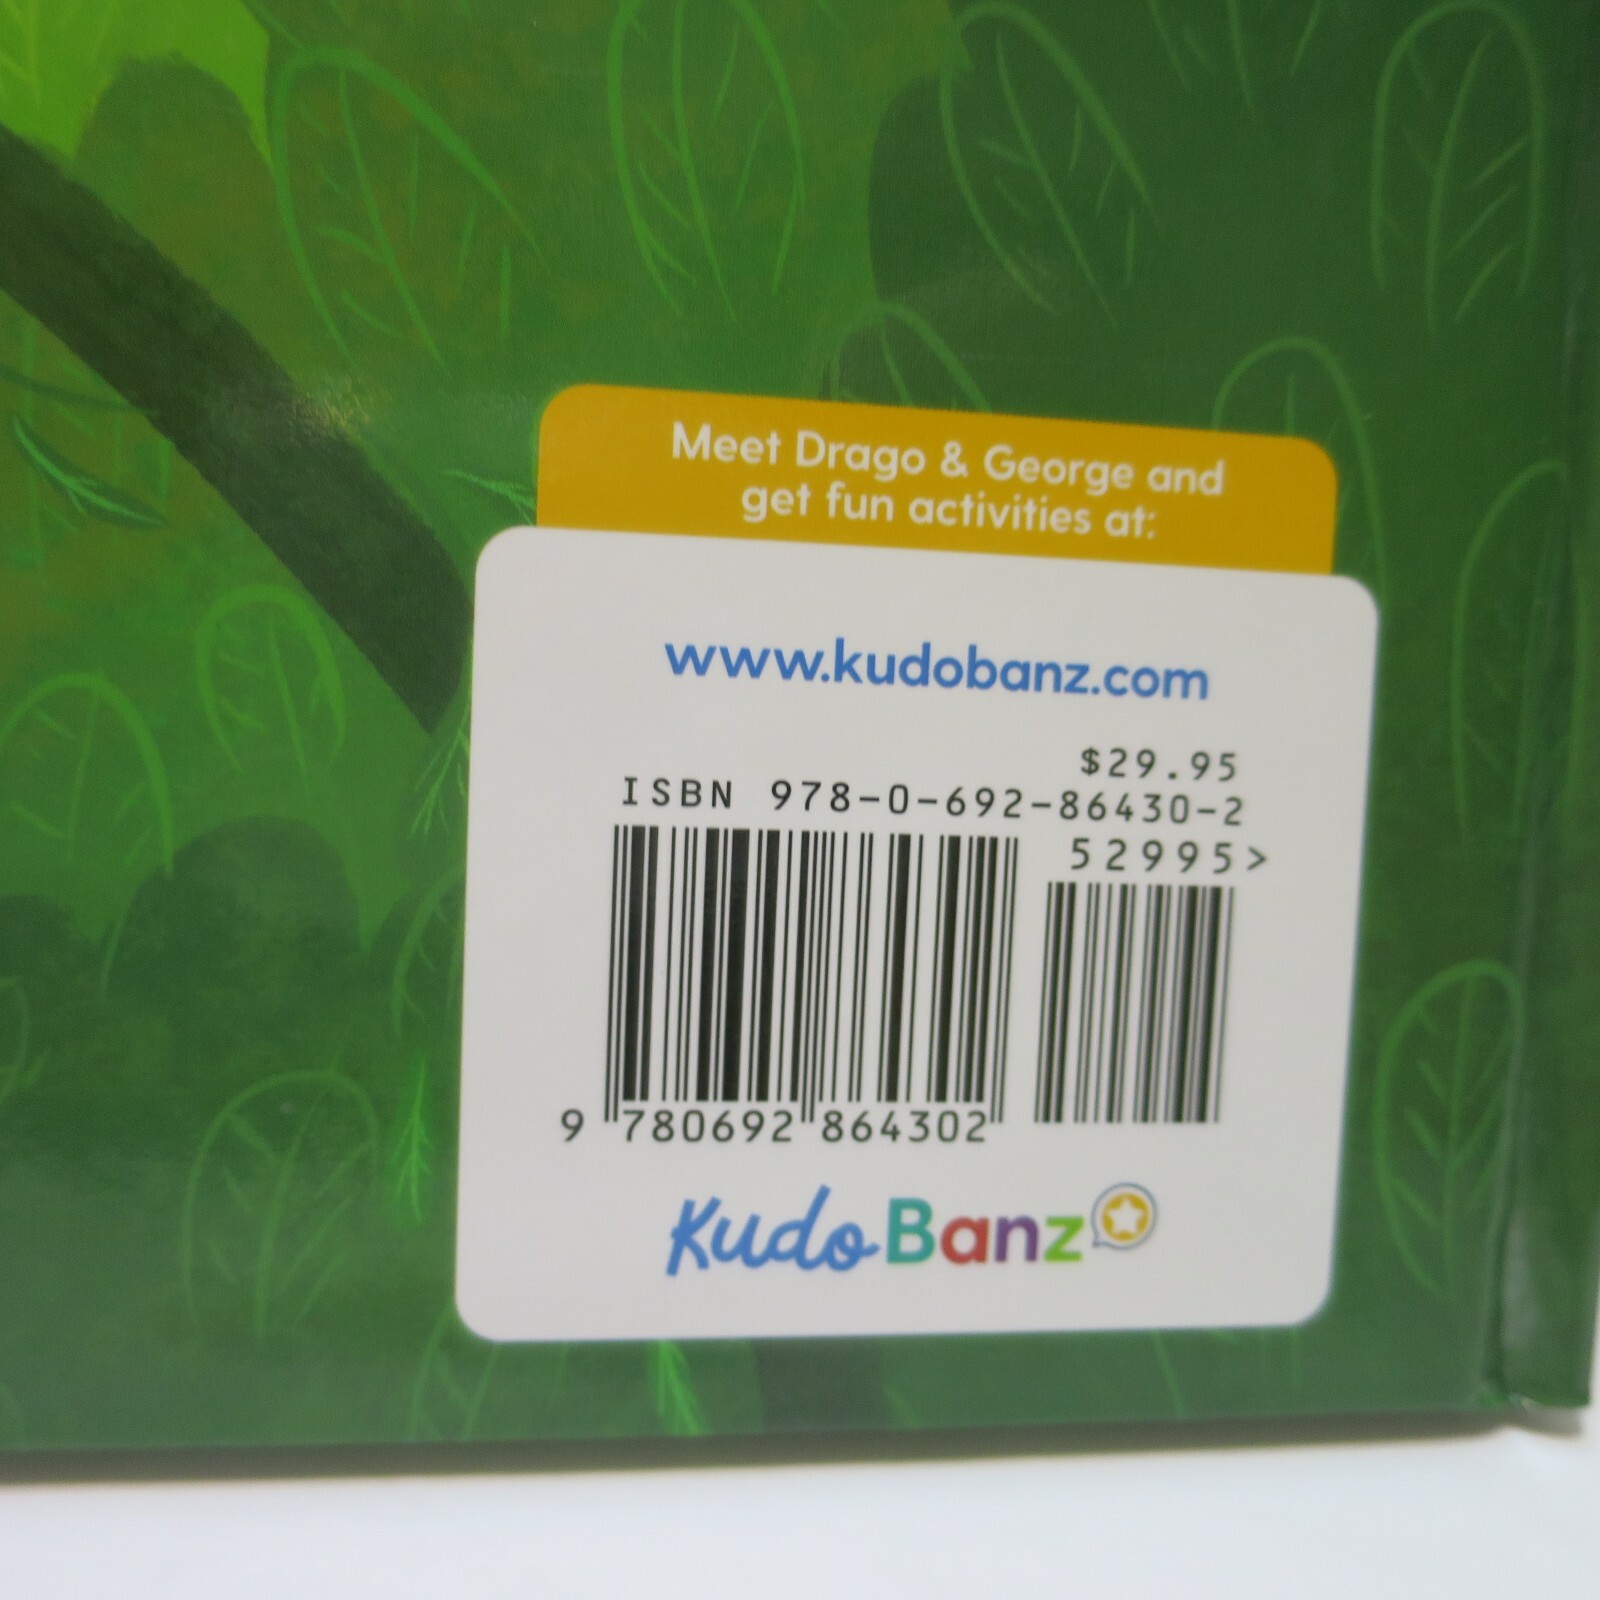 Meet Drago & George and
get fun activities at:
www.kudobanz.com
$29.95
ISBN 978-0-692-86430-2
52995>
9 780692 864302
KudoBanz